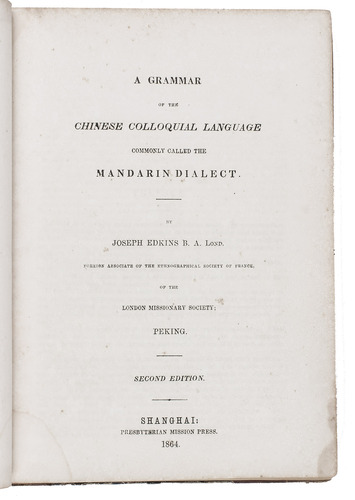 A GRAMMAR
OF THE
CHINESE COLLOQUIAL LANGUAGE
COMMONLY CALLED THE
MANDARIN DIALECT.
BY
JOSEPH EDKINS B. A. LOND.
FOREIGN ASSOCIATE OF THE ETHNOGRAPHICAL SOCIETY OF FRANCE,
OF THE
LONDON MISSIONARY SOCIETY;
PEKING.
SECOND EDITION.
SHANGHAI:
PRESBYTERIAN MISSION PRESS.
1864.